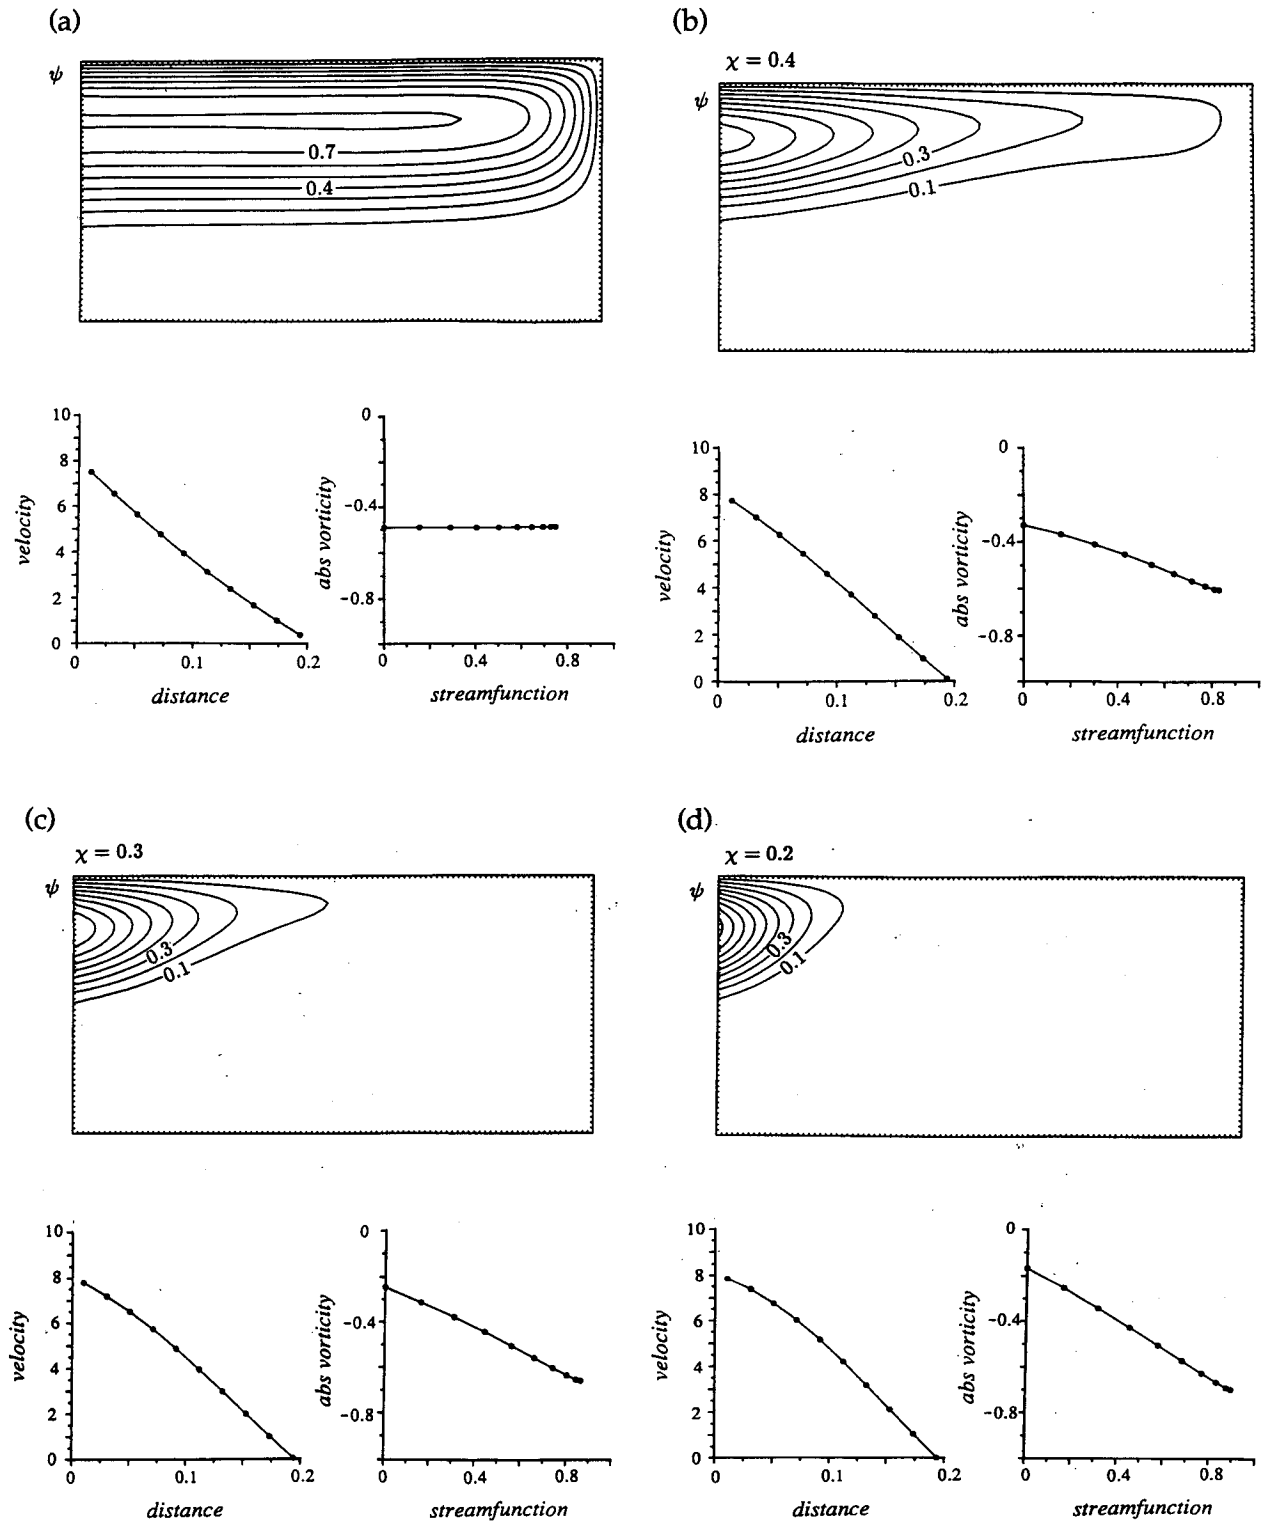 (a)
ψ
0.7
0.4
10
8
6
4
2
0
velocity
0
0.1
0.2
distance
0
−0.4
−0.8
abs vorticity
0
0.4
0.8
streamfunction
(b)
χ = 0.4
ψ
0.3
0.1
10
8
6
4
2
0
velocity
0
0.1
0.2
distance
0
−0.4
−0.8
abs vorticity
0
0.4
0.8
streamfunction
(c)
χ = 0.3
ψ
0.3
0.1
10
8
6
4
2
0
velocity
0
0.1
0.2
distance
0
−0.4
−0.8
abs vorticity
0
0.4
0.8
streamfunction
(d)
χ = 0.2
ψ
0.3
0.1
10
8
6
4
2
0
velocity
0
0.1
0.2
distance
0
−0.4
−0.8
abs vorticity
0
0.4
0.8
streamfunction